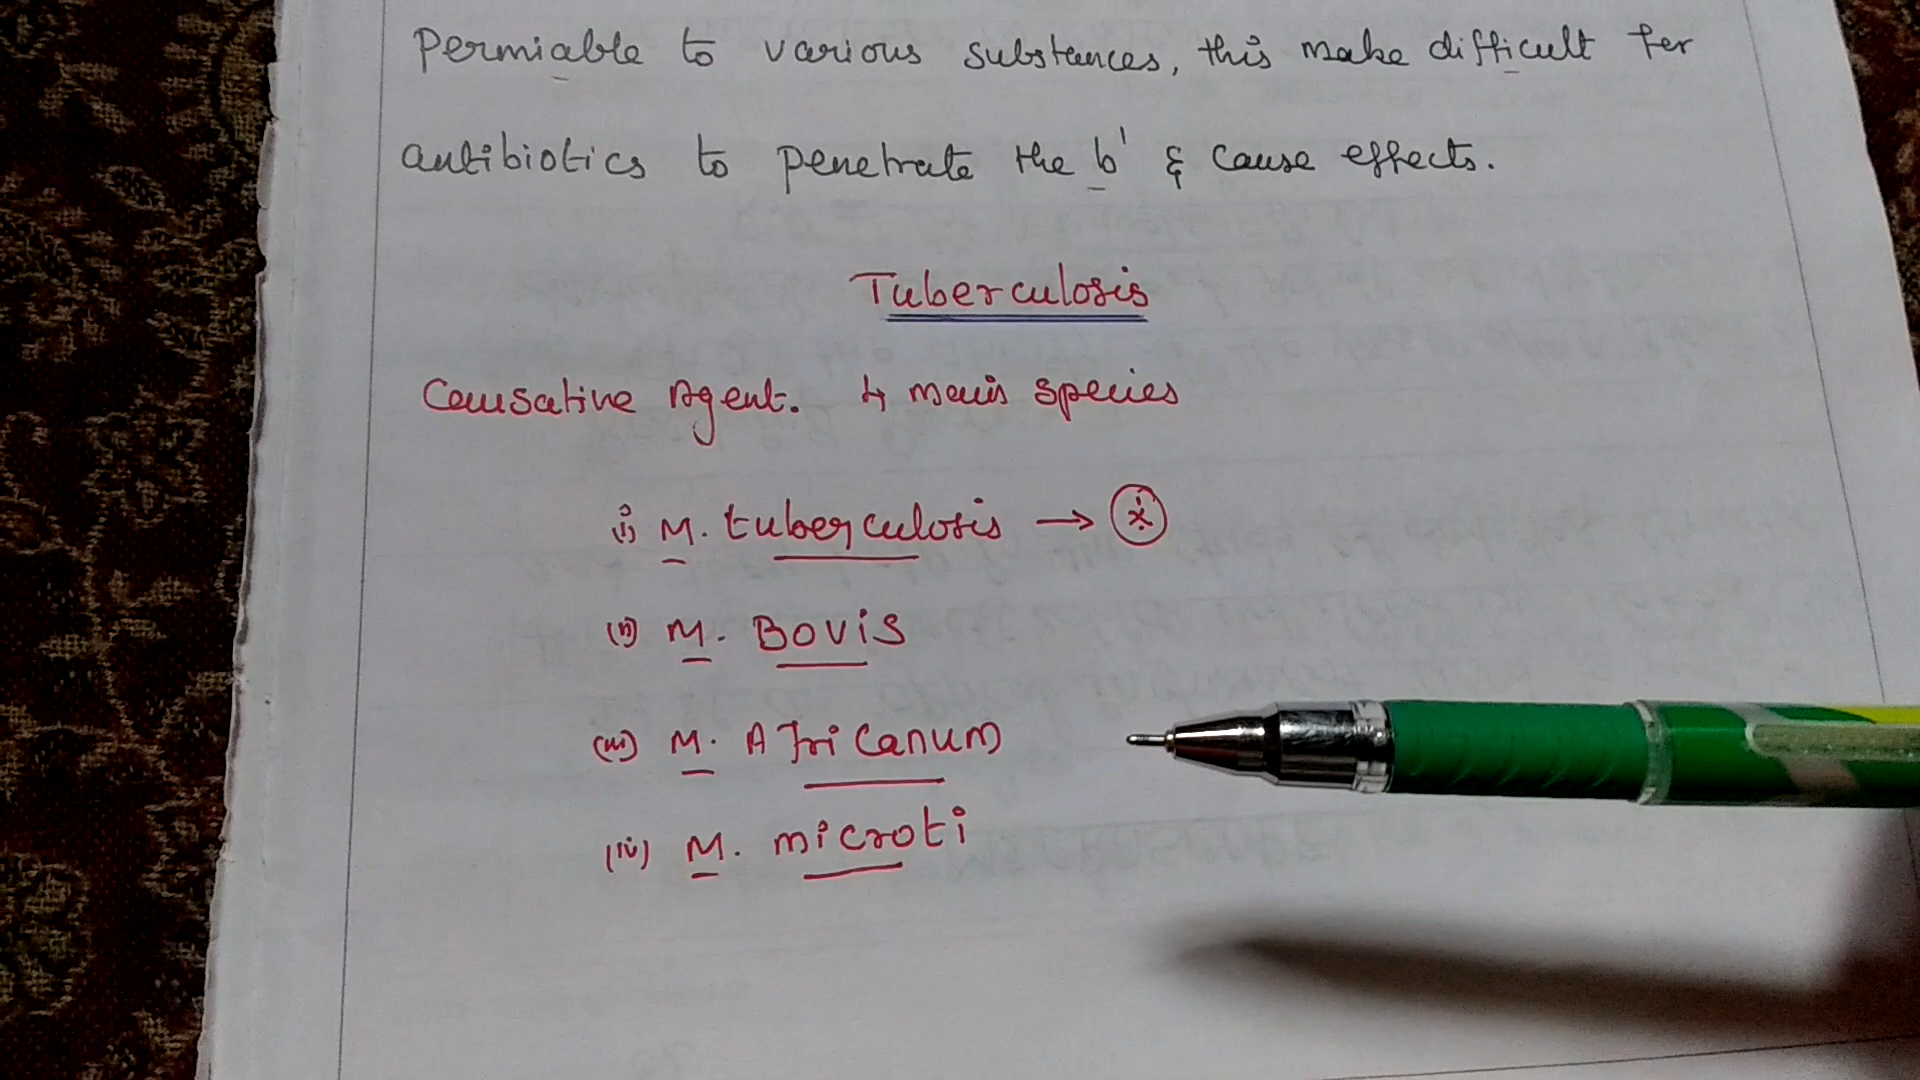 Permiable to various substances, this make difficult for
antibiotics to penetrate the b' & cause effects.
Tuberculosis
Causative Agent. 4 main species
(i) M. tuberculosis → *
(ii) M. Bovis
(iii) M. Africanum
(iv) M. microti